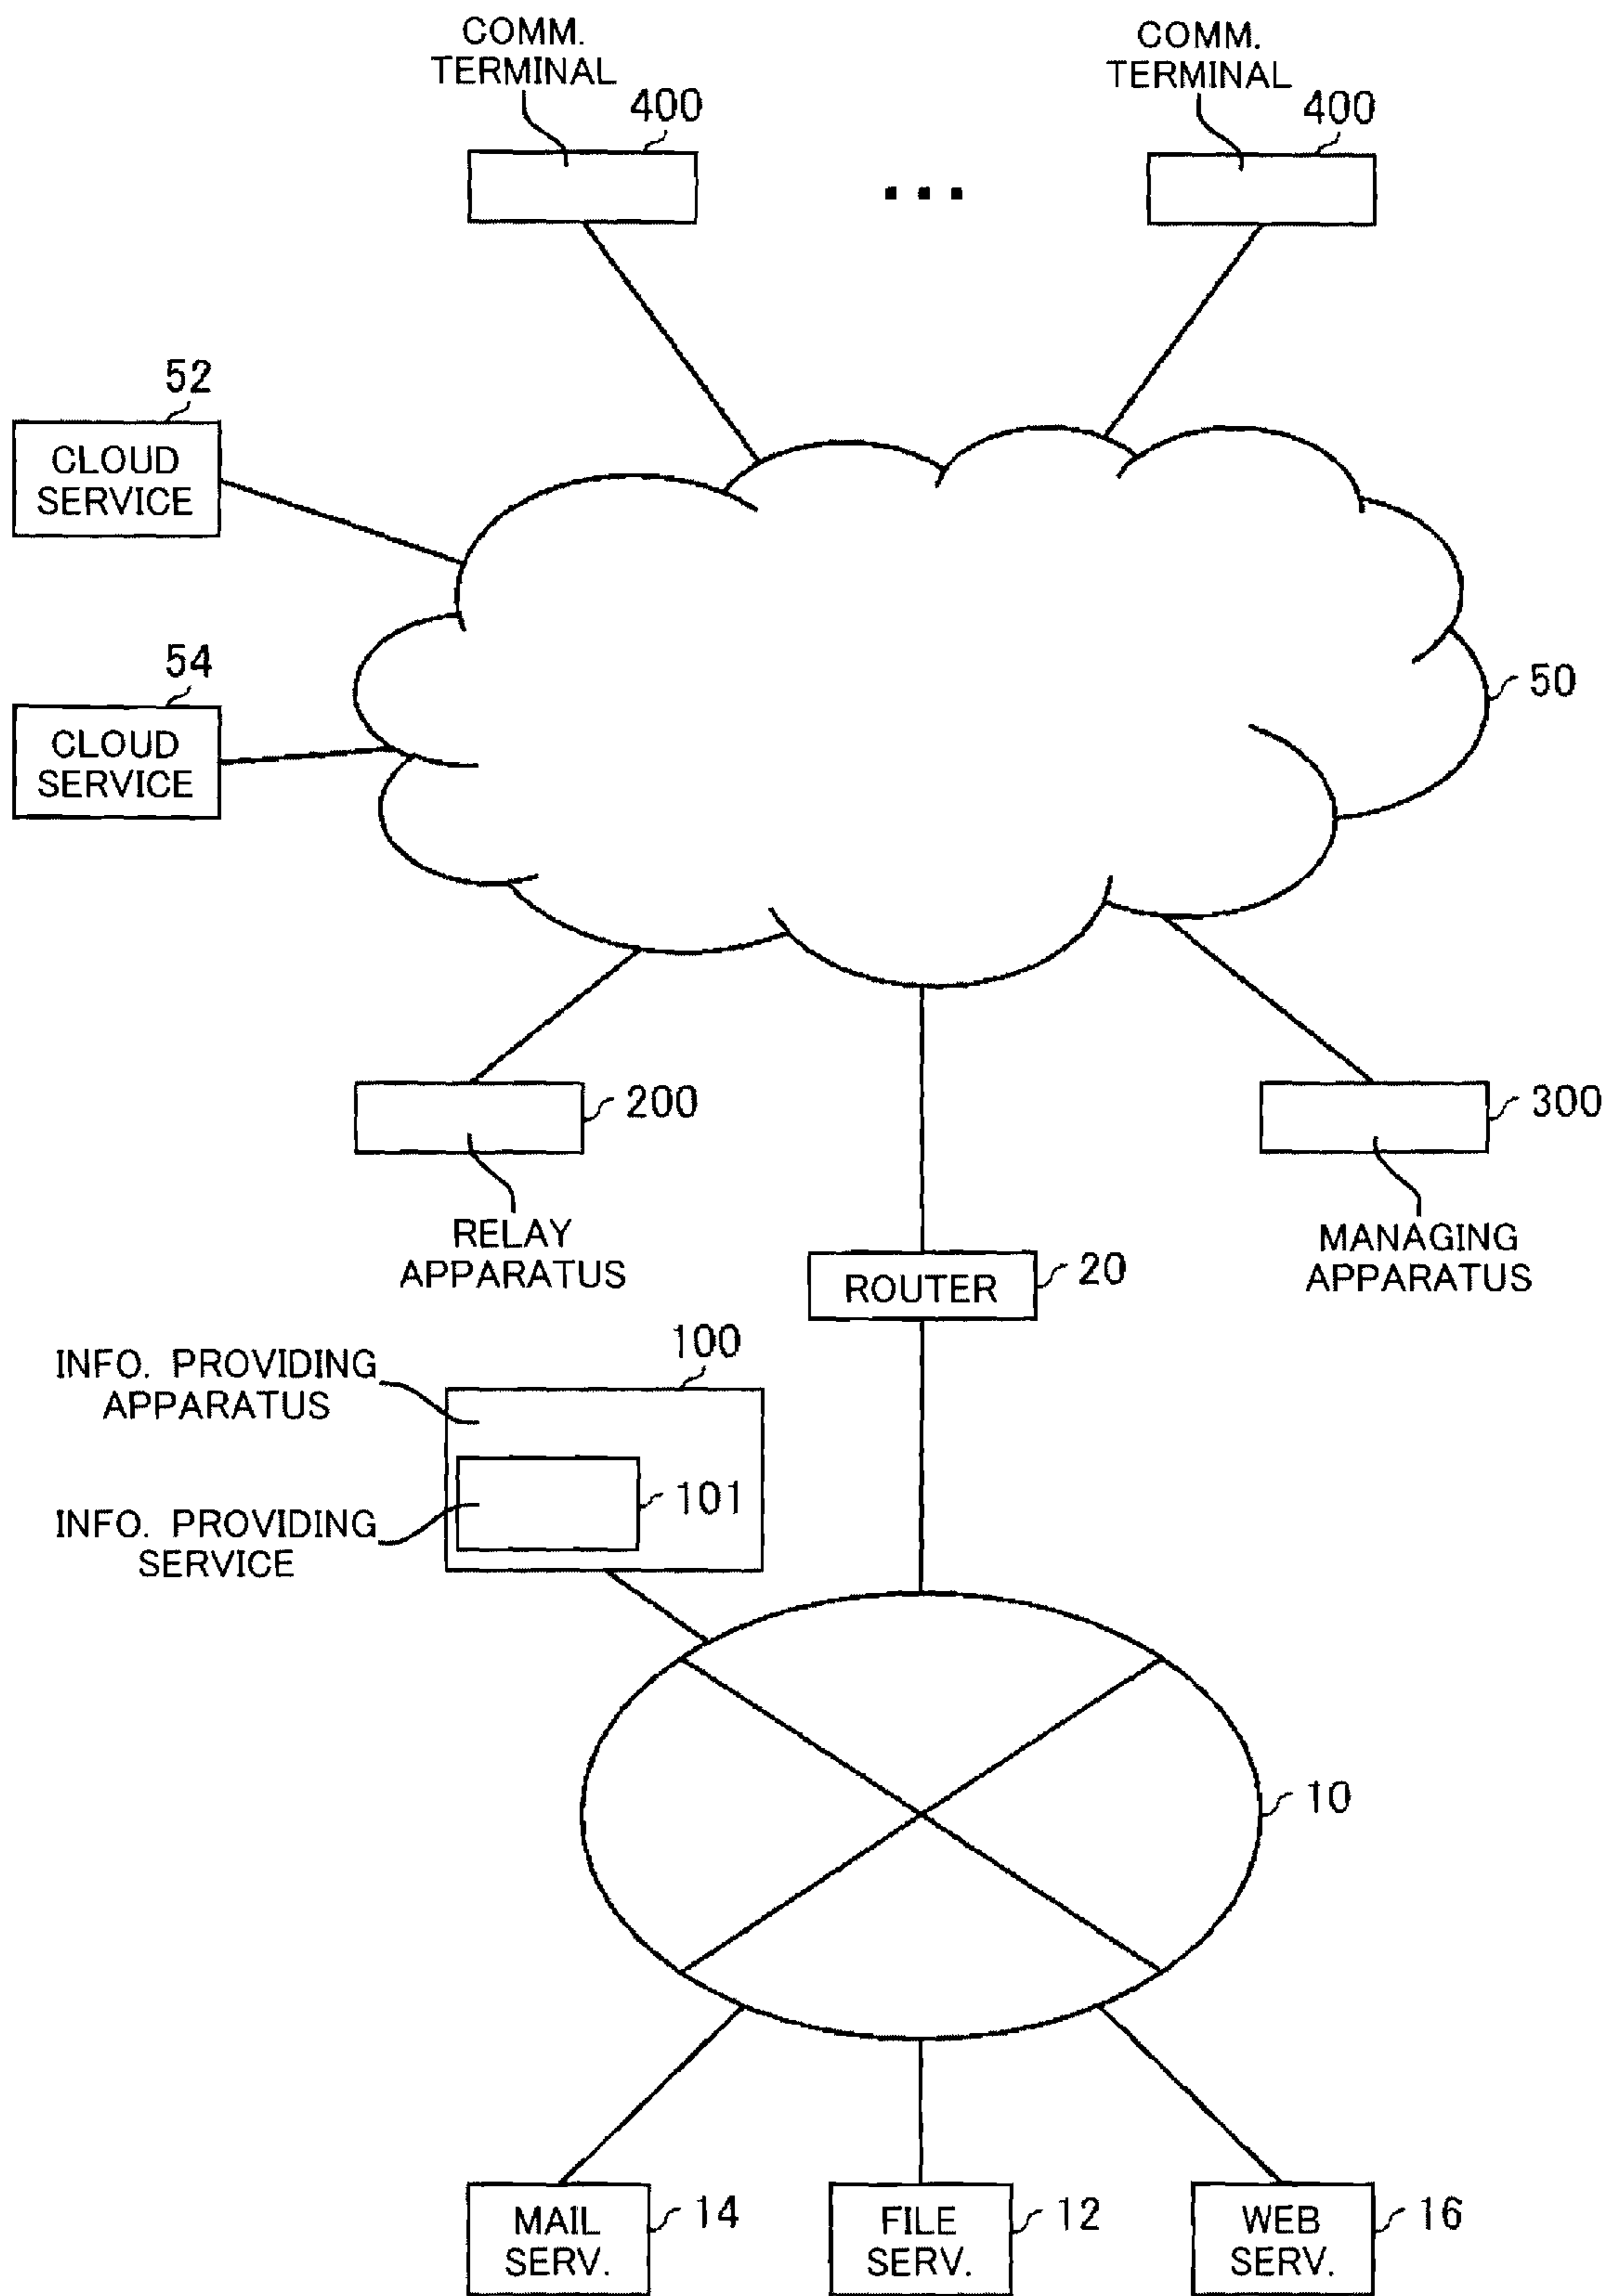 COMM.
TERMINAL
400
COMM.
TERMINAL
400
52
CLOUD
SERVICE
54
CLOUD
SERVICE
50
200
RELAY
APPARATUS
300
MANAGING
APPARATUS
ROUTER
20
100
INFO. PROVIDING
APPARATUS
101
INFO. PROVIDING
SERVICE
10
MAIL
SERV.
14
FILE
SERV.
12
WEB
SERV.
16